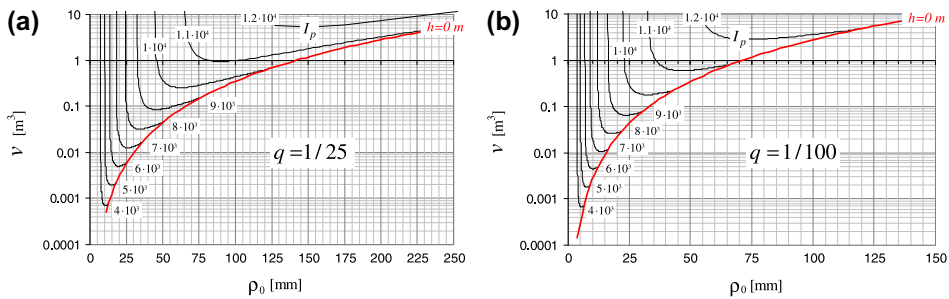 (a)
10
1
0.1
0.01
0.001
0.0001
v [m³]
1.2·10⁴
1.1·10⁴
1·10⁴
I_p
h=0 m
9·10³
8·10³
7·10³
6·10³
5·10³
4·10³
q = 1/25
0 25 50 75 100 125 150 175 200 225 250
ρ₀ [mm]
(b)
100
10
1
0.1
0.01
0.001
0.0001
v [m³]
1.2·10⁴
1.1·10⁴
1·10⁴
I_p
h=0 m
9·10³
8·10³
7·10³
6·10³
5·10³
4·10³
q = 1/100
0 25 50 75 100 125 150
ρ₀ [mm]